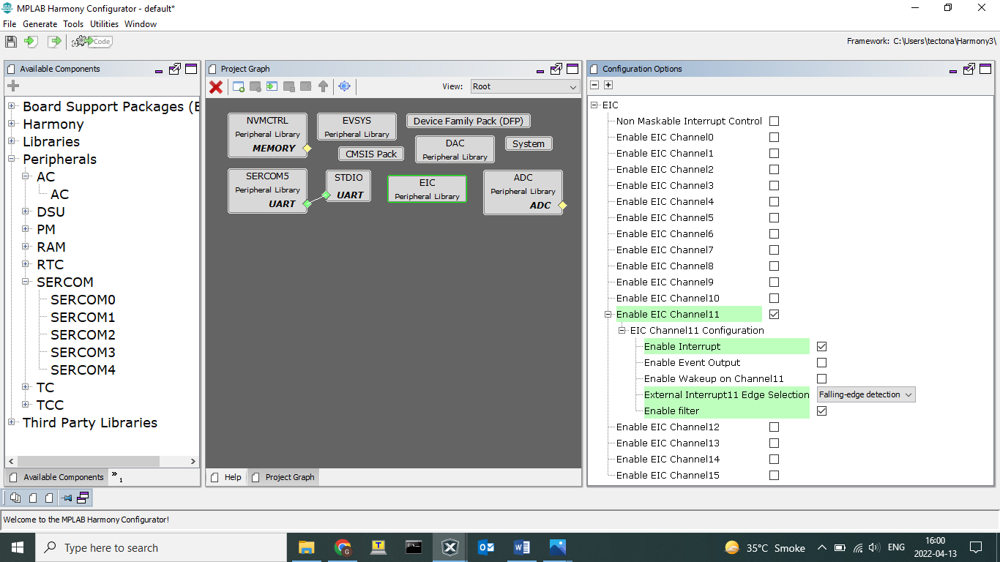 MPLAB Harmony Configurator - default*
File Generate Tools Utilities Window
Code
Framework: C:\Users\tectona\Harmony3\
Available Components
Board Support Packages (B
Harmony
Libraries
Peripherals
AC
AC
DSU
PM
RAM
RTC
SERCOM
SERCOM0
SERCOM1
SERCOM2
SERCOM3
SERCOM4
TC
TCC
Third Party Libraries
Available Components
» 1
Project Graph
View: Root
NVMCTRL
Peripheral Library
MEMORY
EVSYS
Peripheral Library
Device Family Pack (DFP)
CMSIS Pack
DAC
Peripheral Library
System
SERCOM5
Peripheral Library
UART
STDIO
UART
EIC
Peripheral Library
ADC
Peripheral Library
ADC
Help
Project Graph
Configuration Options
EIC
Non Maskable Interrupt Control
Enable EIC Channel0
Enable EIC Channel1
Enable EIC Channel2
Enable EIC Channel3
Enable EIC Channel4
Enable EIC Channel5
Enable EIC Channel6
Enable EIC Channel7
Enable EIC Channel8
Enable EIC Channel9
Enable EIC Channel10
Enable EIC Channel11
EIC Channel11 Configuration
Enable Interrupt
Enable Event Output
Enable Wakeup on Channel11
External Interrupt11 Edge Selection Falling-edge detection
Enable filter
Enable EIC Channel12
Enable EIC Channel13
Enable EIC Channel14
Enable EIC Channel15
Welcome to the MPLAB Harmony Configurator!
Type here to search
35°C Smoke
ENG
16:00
2022-04-13